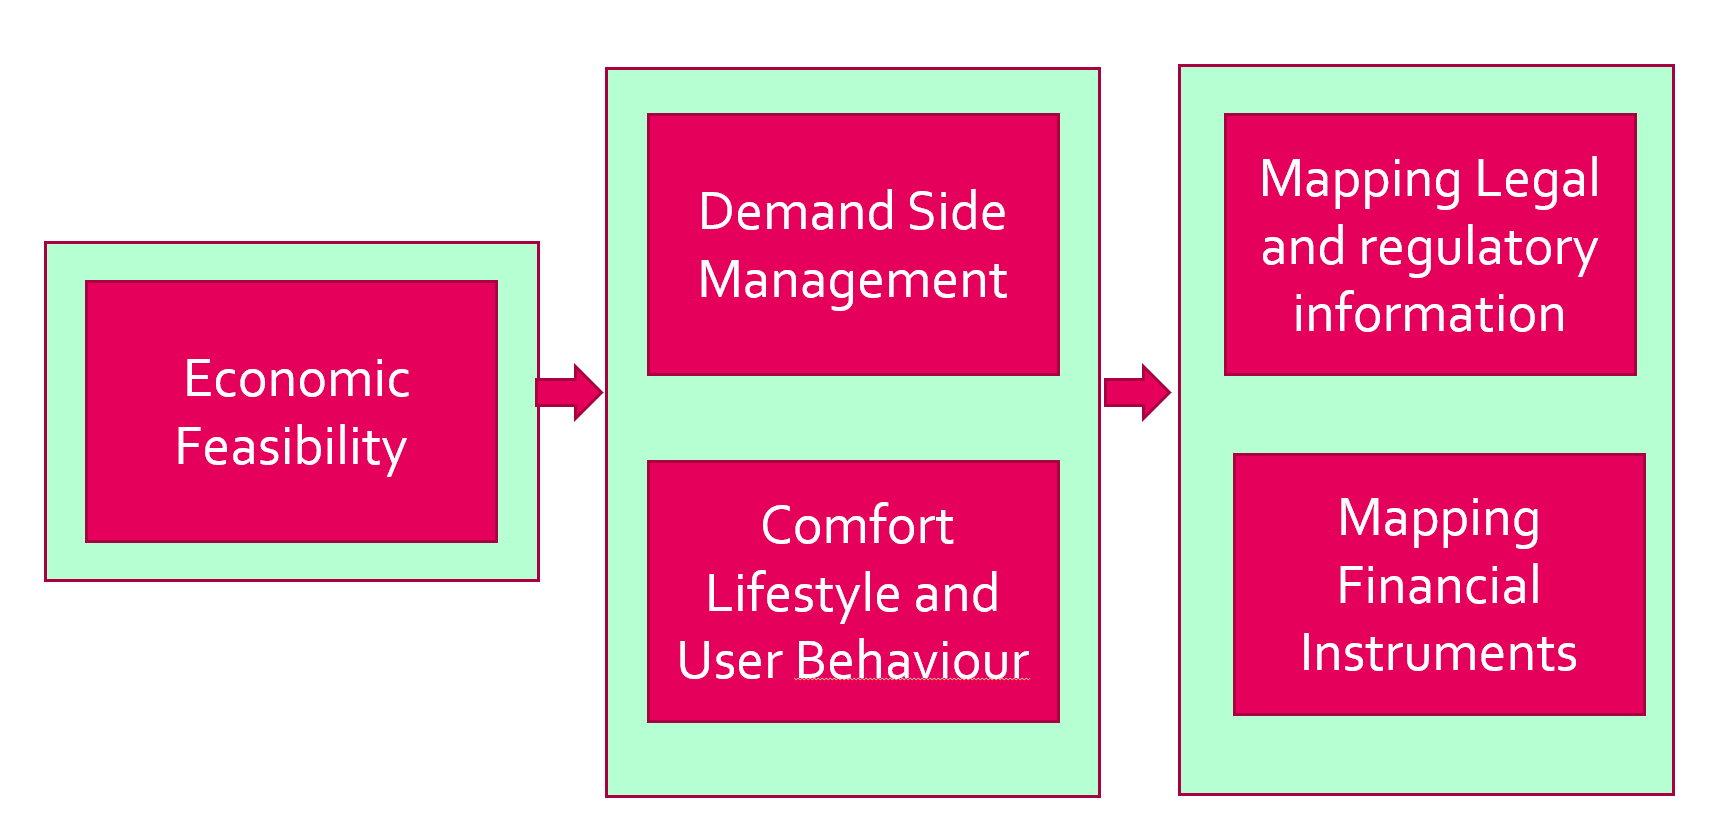 Economic
Feasibility
Demand Side
Management
Comfort
Lifestyle and
User Behaviour
Mapping Legal
and regulatory
information
Mapping
Financial
Instruments